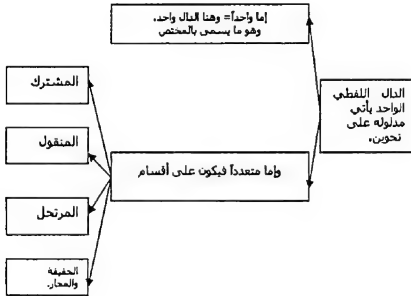 الدال اللفظي
الواحد يأتي
مدلوله على
نحوين.
إما واحداً= وهنا الدال واحد،
وهو ما يسمى بالمختص
وإما متعدداً فيكون على أقسام
المشترك
المنقول
المرتجل
الحقيقة
والمجاز.